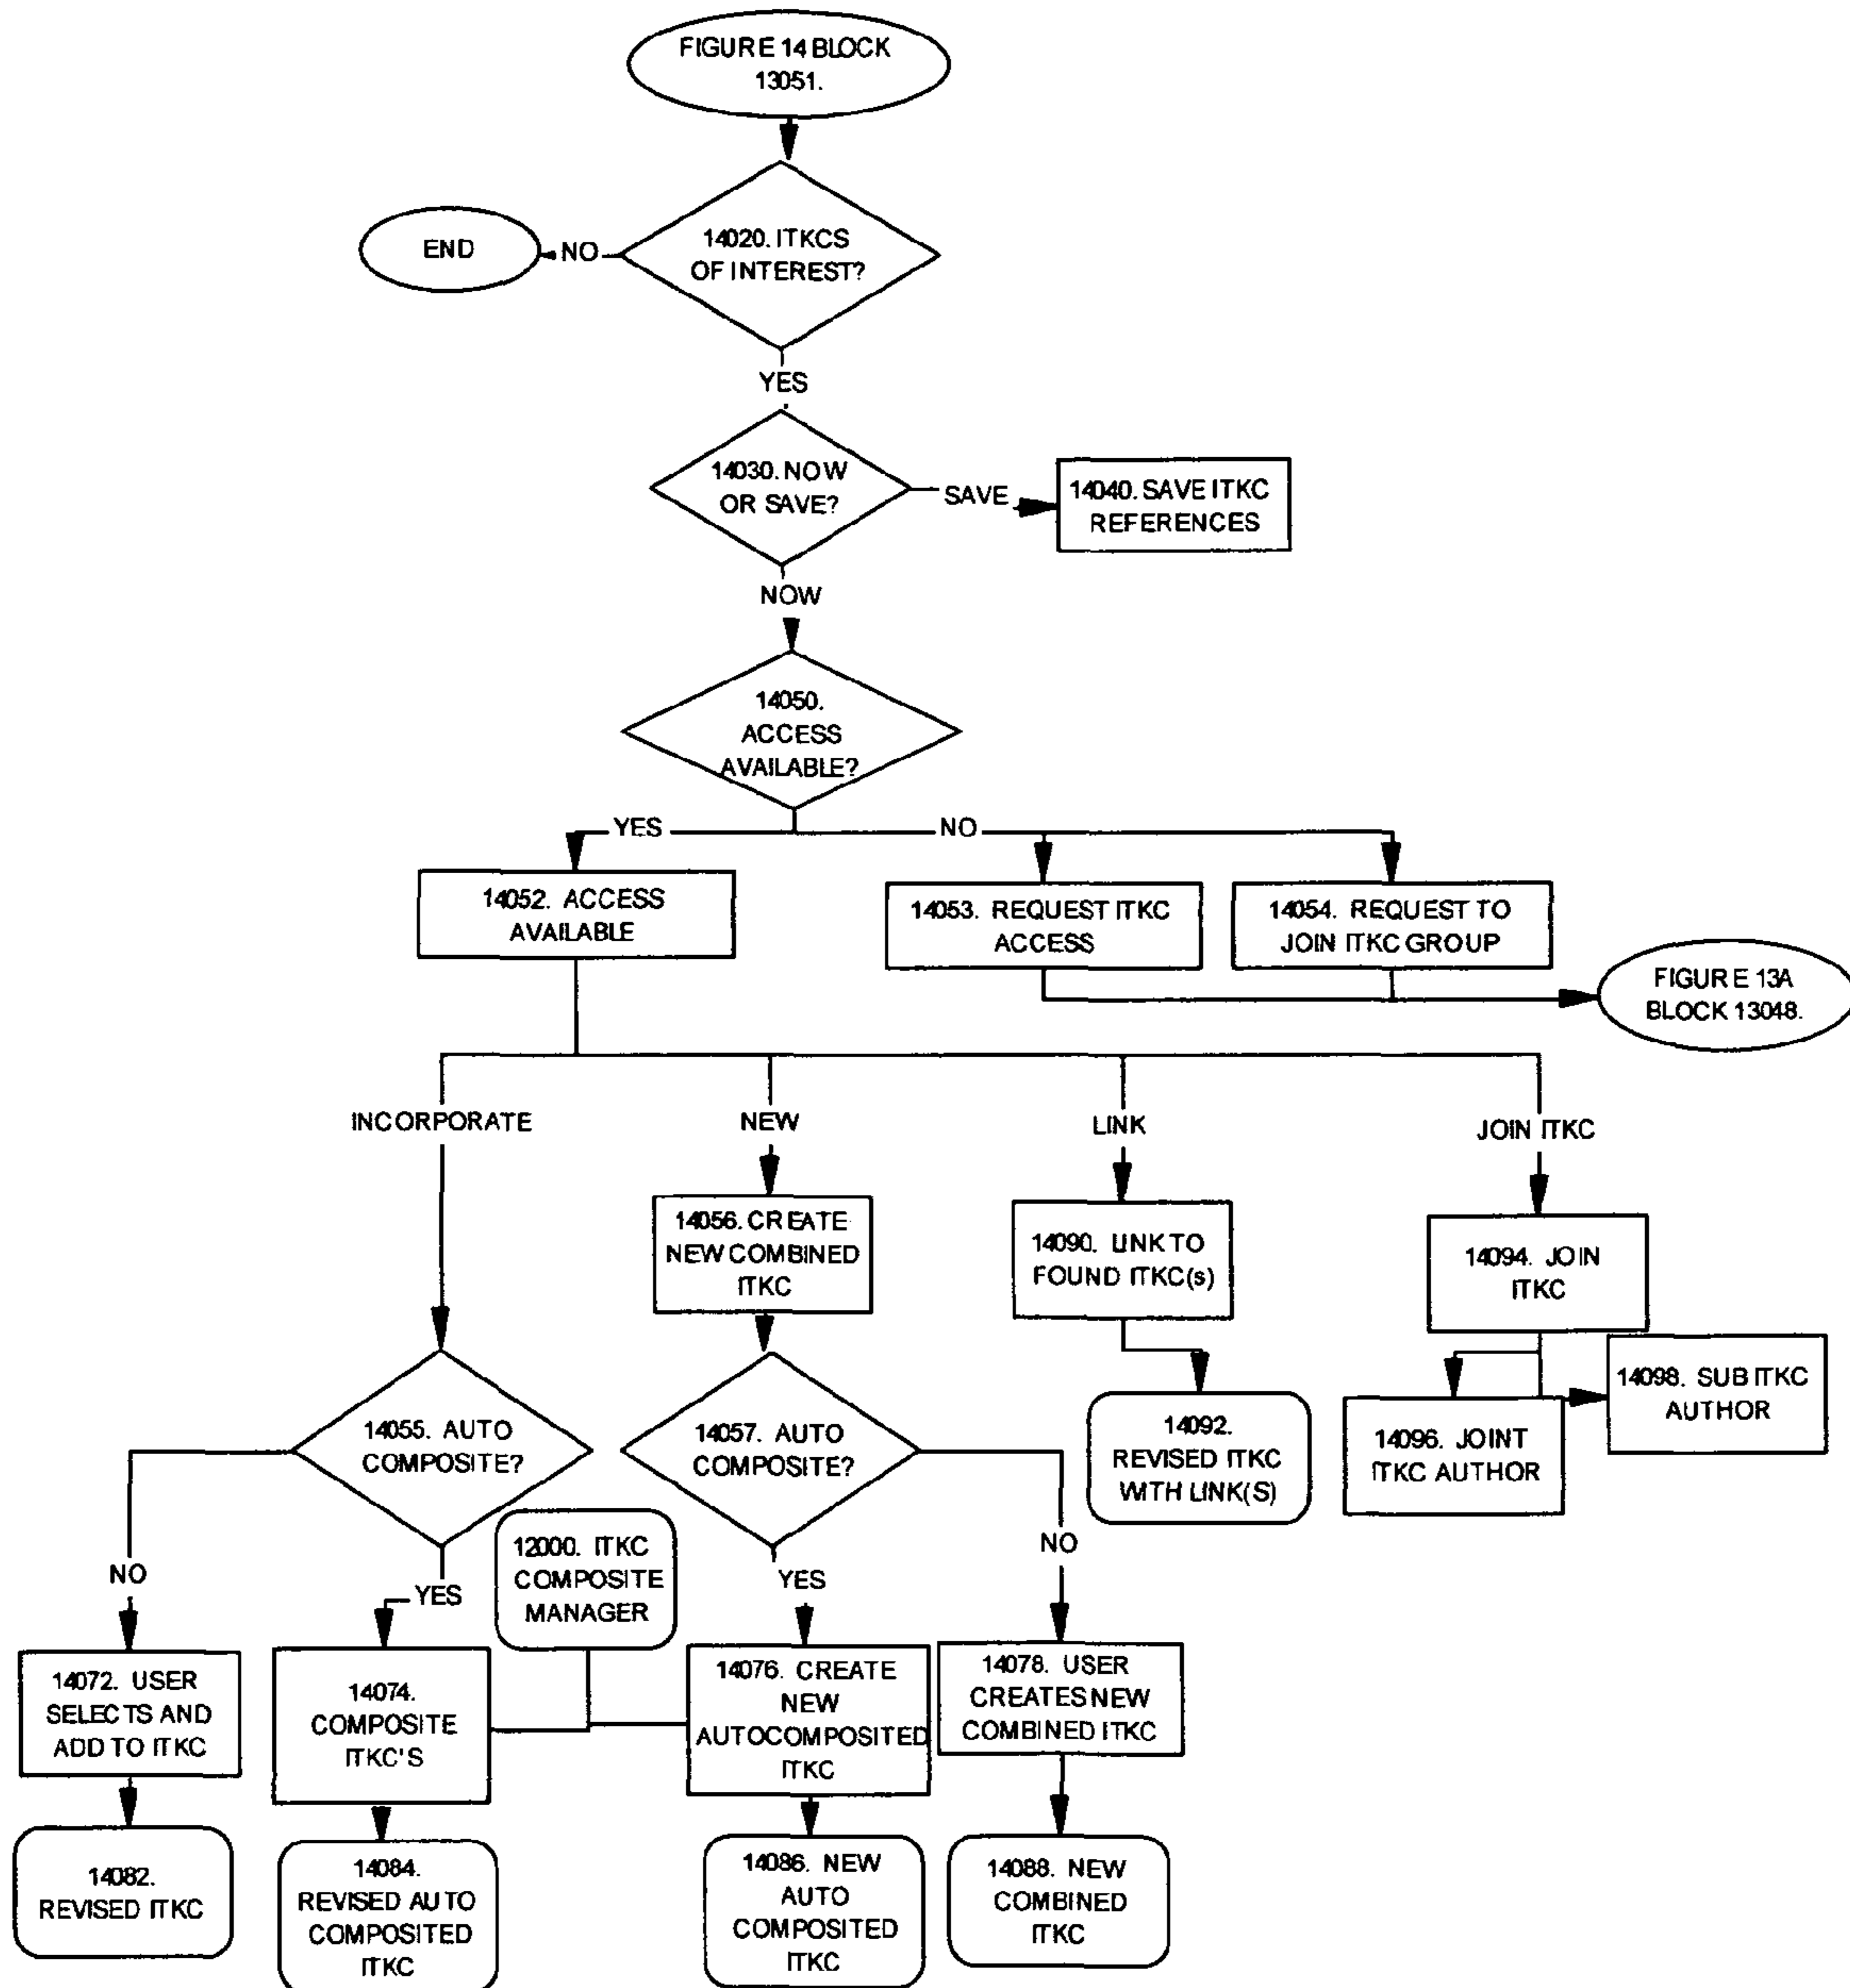 FIGURE 14 BLOCK
13051.
14020. ITKCS
OF INTEREST?
NO
END
YES
14030. NOW
OR SAVE?
SAVE
14040. SAVE ITKC
REFERENCES
NOW
14050.
ACCESS
AVAILABLE?
YES
NO
14052. ACCESS
AVAILABLE
14053. REQUEST ITKC
ACCESS
14054. REQUEST TO
JOIN ITKC GROUP
FIGURE 13A
BLOCK 13048.
INCORPORATE
NEW
LINK
JOIN ITKC
14056. CREATE
NEW COMBINED
ITKC
14090. LINK TO
FOUND ITKC(s)
14094. JOIN
ITKC
14098. SUB ITKC
AUTHOR
14096. JOINT
ITKC AUTHOR
14092.
REVISED ITKC
WITH LINK(S)
14055. AUTO
COMPOSITE?
14057. AUTO
COMPOSITE?
12000. ITKC
COMPOSITE
MANAGER
NO
YES
YES
NO
14072. USER
SELECTS AND
ADD TO ITKC
14074.
COMPOSITE
ITKC'S
14076. CREATE
NEW
AUTOCOMPOSITED
ITKC
14078. USER
CREATES NEW
COMBINED ITKC
14082.
REVISED ITKC
14084.
REVISED AUTO
COMPOSITED
ITKC
14086. NEW
AUTO
COMPOSITED
ITKC
14088. NEW
COMBINED
ITKC